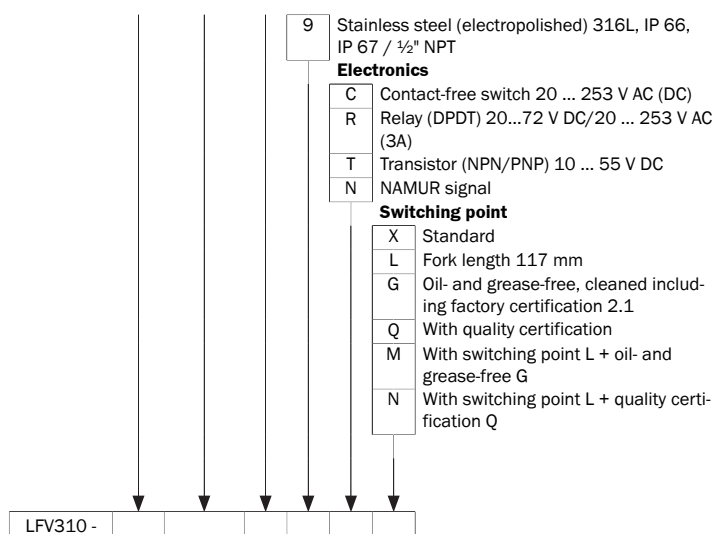 9 Stainless steel (electropolished) 316L, IP 66,
IP 67 / ½" NPT
Electronics
C Contact-free switch 20 ... 253 V AC (DC)
R Relay (DPDT) 20...72 V DC/20 ... 253 V AC
(3A)
T Transistor (NPN/PNP) 10 ... 55 V DC
N NAMUR signal
Switching point
X Standard
L Fork length 117 mm
G Oil- and grease-free, cleaned includ-
ing factory certification 2.1
Q With quality certification
M With switching point L + oil- and
grease-free G
N With switching point L + quality certi-
fication Q
LFV310 -